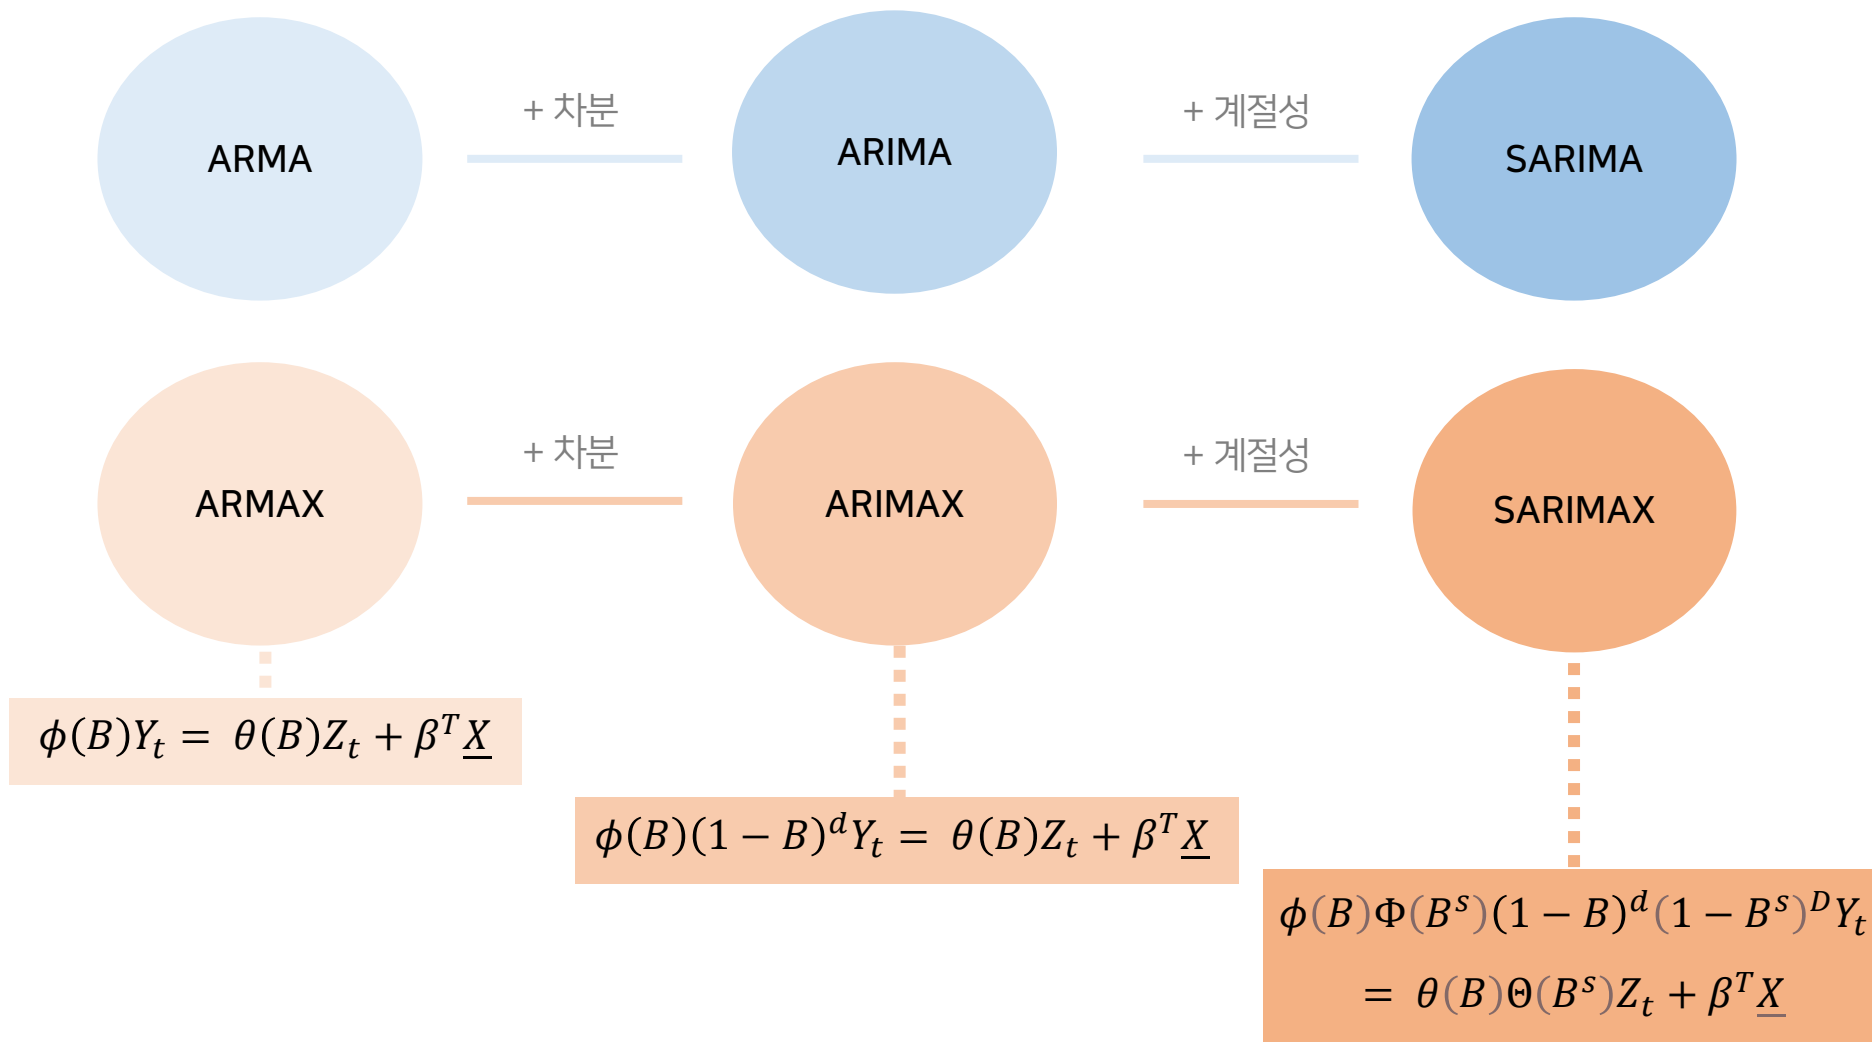 ARMA
+ 차분
ARIMA
+ 계절성
SARIMA
ARMAX
+ 차분
ARIMAX
+ 계절성
SARIMAX
ϕ(B)Y_t = θ(B)Z_t + β^T X
ϕ(B)(1 − B)^d Y_t = θ(B)Z_t + β^T X
ϕ(B)Φ(B^s)(1 − B)^d (1 − B^s)^D Y_t
= θ(B)Θ(B^s)Z_t + β^T X